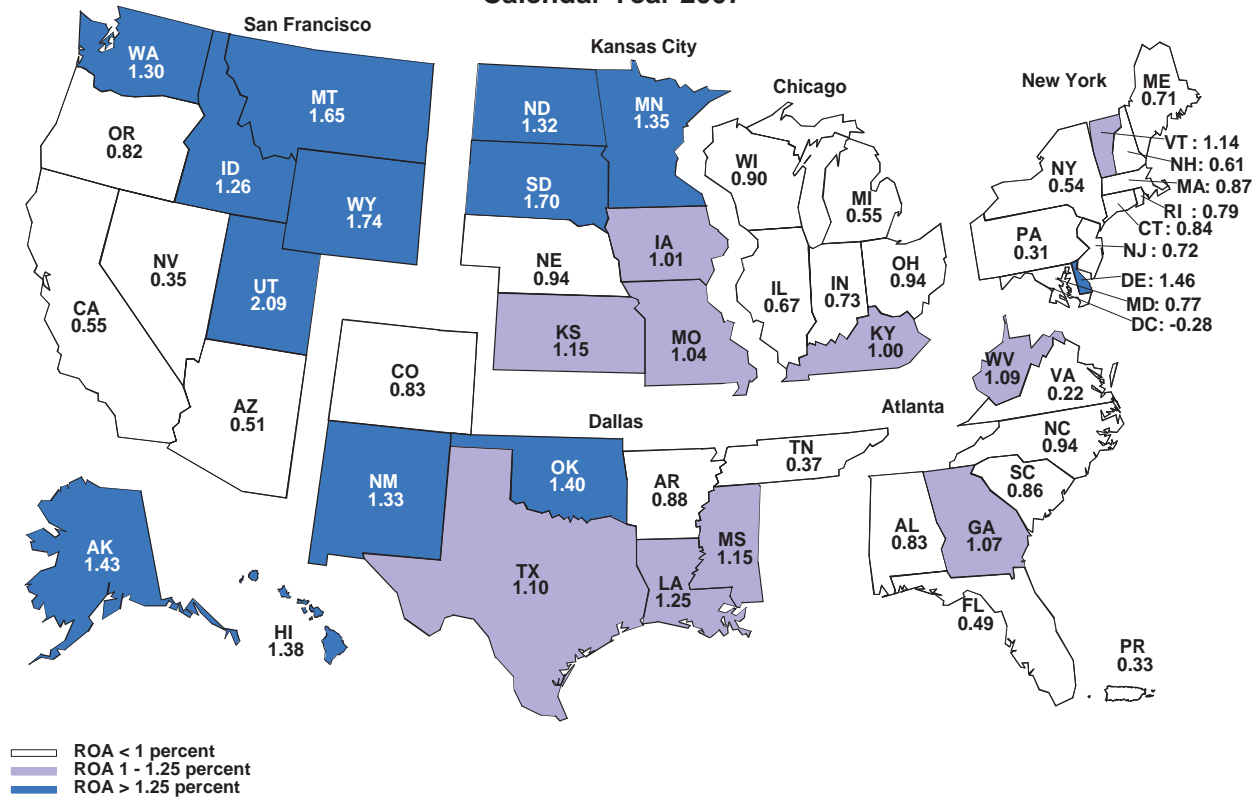 Calendar Year 2007
San Francisco
Kansas City
Chicago
New York
WA
1.30
MT
1.65
ND
1.32
MN
1.35
ME
0.71
OR
0.82
ID
1.26
WY
1.74
SD
1.70
WI
0.90
MI
0.55
NY
0.54
VT : 1.14
NH: 0.61
MA: 0.87
RI : 0.79
CT: 0.84
NJ : 0.72
DE: 1.46
MD: 0.77
DC: -0.28
PA
0.31
NV
0.35
CA
0.55
UT
2.09
NE
0.94
IA
1.01
IL
0.67
IN
0.73
OH
0.94
CO
0.83
KS
1.15
MO
1.04
KY
1.00
WV
1.09
VA
0.22
AZ
0.51
Dallas
Atlanta
NC
0.94
TN
0.37
SC
0.86
NM
1.33
OK
1.40
AR
0.88
AL
0.83
GA
1.07
MS
1.15
AK
1.43
TX
1.10
LA
1.25
HI
1.38
FL
0.49
PR
0.33
ROA < 1 percent
ROA 1 - 1.25 percent
ROA > 1.25 percent